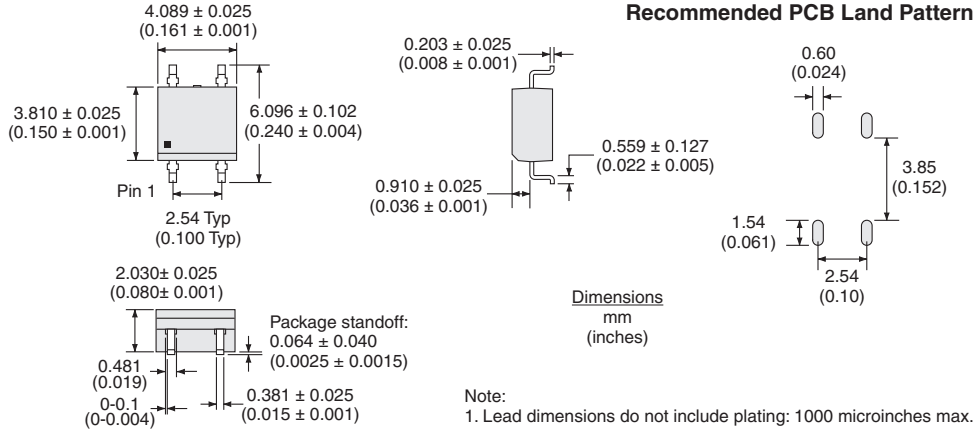 Recommended PCB Land Pattern
4.089 ± 0.025
(0.161 ± 0.001)
3.810 ± 0.025
(0.150 ± 0.001)
6.096 ± 0.102
(0.240 ± 0.004)
Pin 1
2.54 Typ
(0.100 Typ)
0.203 ± 0.025
(0.008 ± 0.001)
0.559 ± 0.127
(0.022 ± 0.005)
0.910 ± 0.025
(0.036 ± 0.001)
0.60
(0.024)
3.85
(0.152)
1.54
(0.061)
2.54
(0.10)
2.030± 0.025
(0.080± 0.001)
Package standoff:
0.064 ± 0.040
(0.0025 ± 0.0015)
0.481
(0.019)
0-0.1
(0-0.004)
0.381 ± 0.025
(0.015 ± 0.001)
Dimensions
mm
(inches)
Note:
1. Lead dimensions do not include plating: 1000 microinches max.